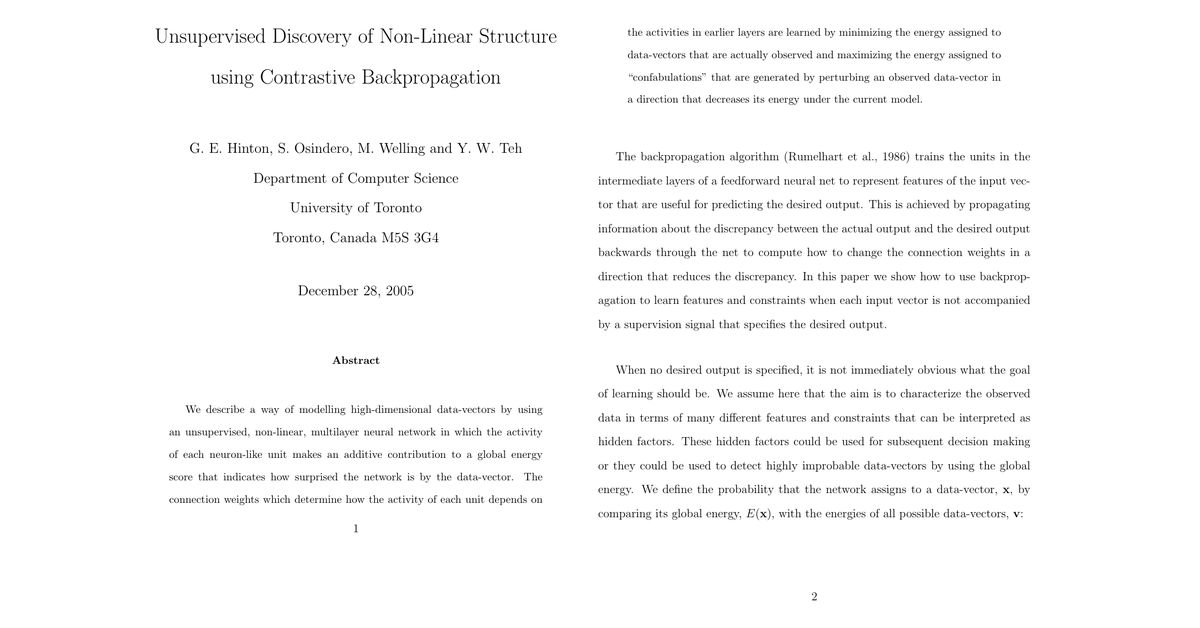 Unsupervised Discovery of Non-Linear Structure
using Contrastive Backpropagation
G. E. Hinton, S. Osindero, M. Welling and Y. W. Teh
Department of Computer Science
University of Toronto
Toronto, Canada M5S 3G4
December 28, 2005
Abstract
We describe a way of modelling high-dimensional data-vectors by using
an unsupervised, non-linear, multilayer neural network in which the activity
of each neuron-like unit makes an additive contribution to a global energy
score that indicates how surprised the network is by the data-vector. The
connection weights which determine how the activity of each unit depends on
1
the activities in earlier layers are learned by minimizing the energy assigned to
data-vectors that are actually observed and maximizing the energy assigned to
“confabulations” that are generated by perturbing an observed data-vector in
a direction that decreases its energy under the current model.
The backpropagation algorithm (Rumelhart et al., 1986) trains the units in the
intermediate layers of a feedforward neural net to represent features of the input vec-
tor that are useful for predicting the desired output. This is achieved by propagating
information about the discrepancy between the actual output and the desired output
backwards through the net to compute how to change the connection weights in a
direction that reduces the discrepancy. In this paper we show how to use backprop-
agation to learn features and constraints when each input vector is not accompanied
by a supervision signal that specifies the desired output.
When no desired output is specified, it is not immediately obvious what the goal
of learning should be. We assume here that the aim is to characterize the observed
data in terms of many different features and constraints that can be interpreted as
hidden factors. These hidden factors could be used for subsequent decision making
or they could be used to detect highly improbable data-vectors by using the global
energy. We define the probability that the network assigns to a data-vector, x, by
comparing its global energy, E(x), with the energies of all possible data-vectors, v:
2